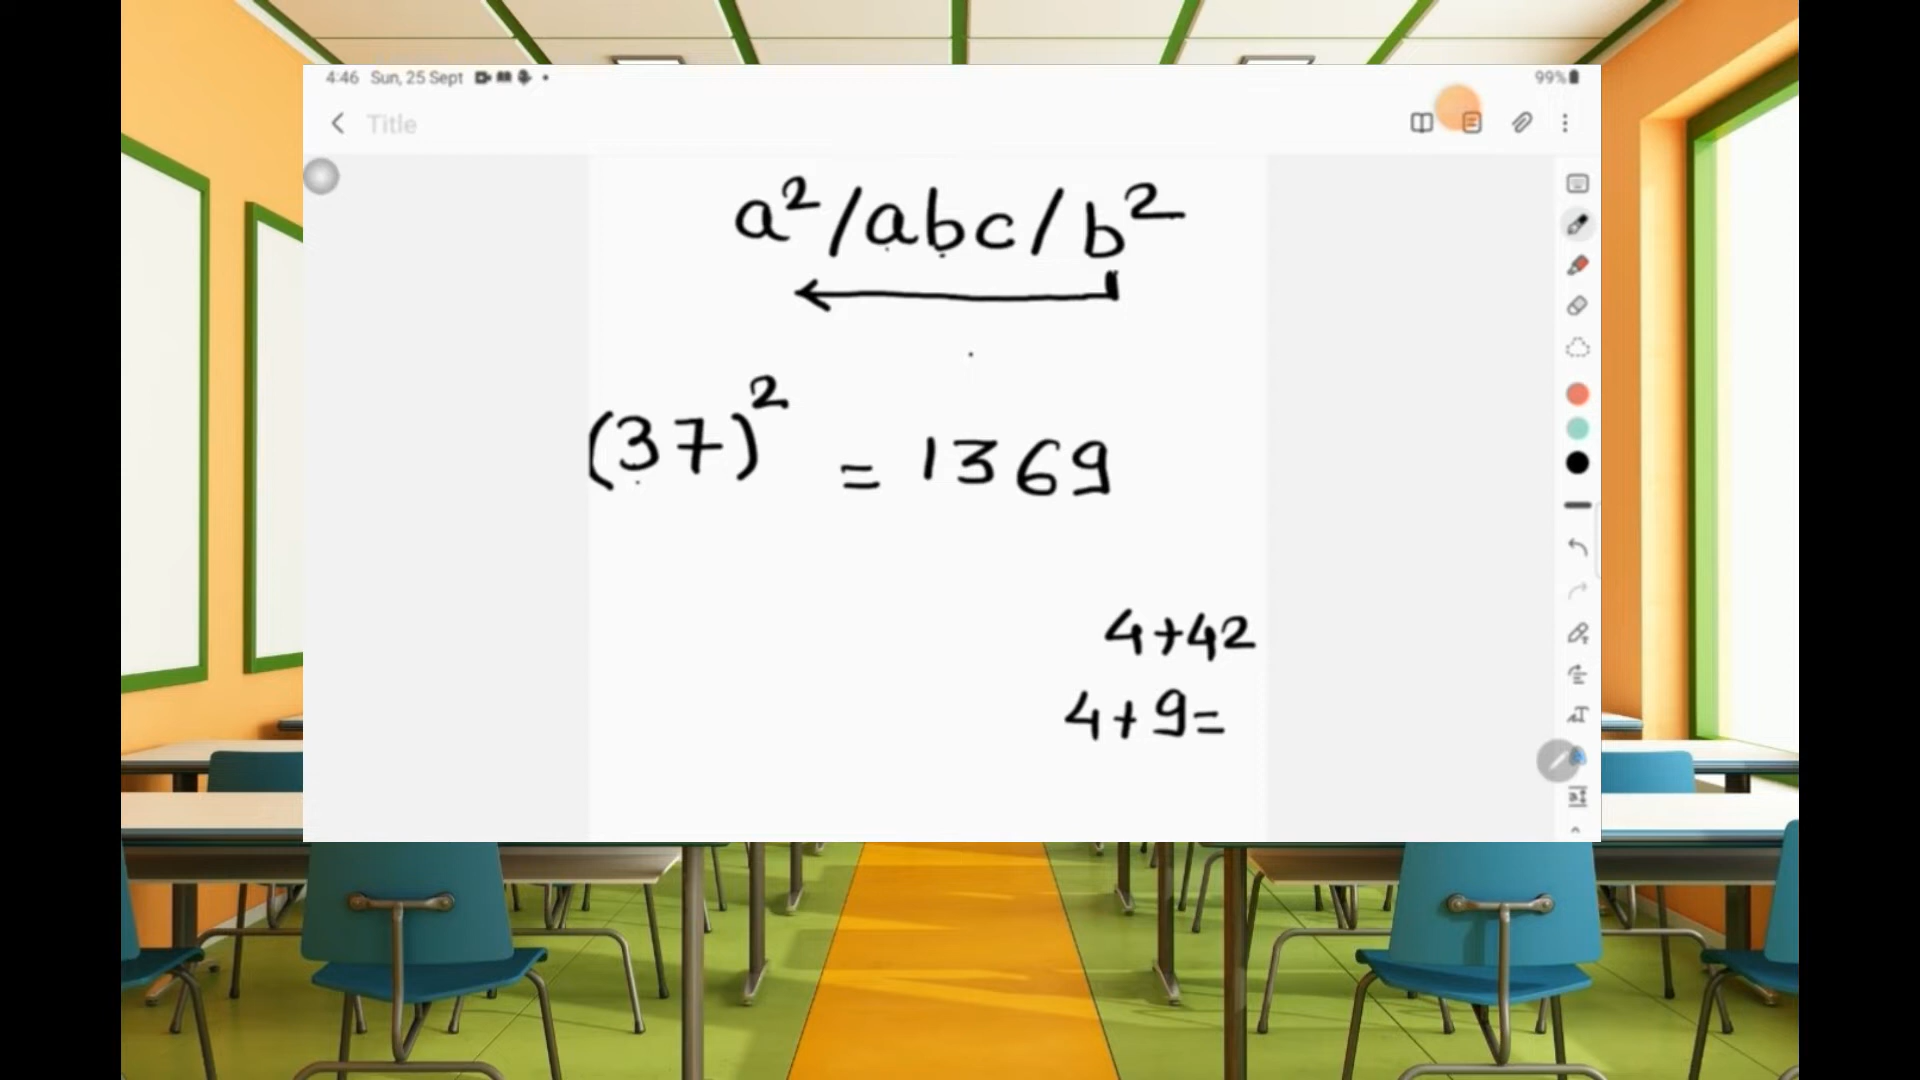 4:46 Sun, 25 Sept
99%
Title
a²/abc/b²
(37)² = 1369
4+42
4+9=